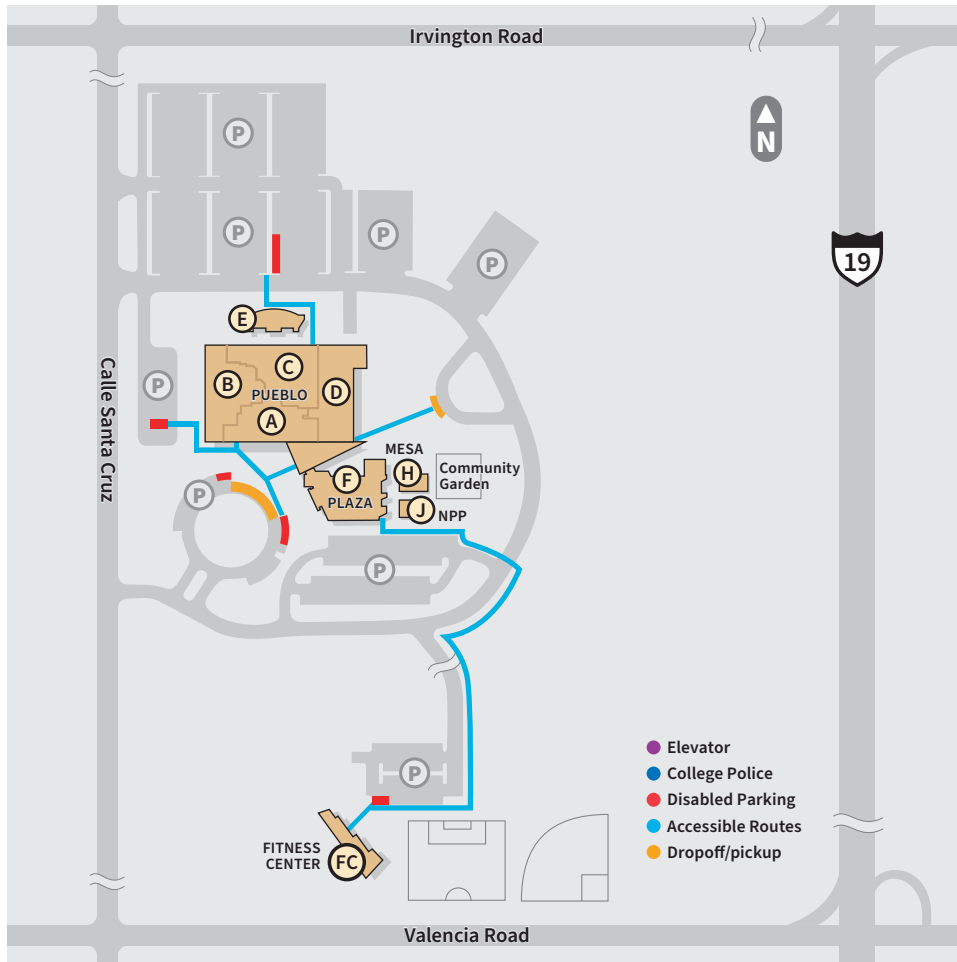 Irvington Road
P
N
P
P
P
19
E
Calle Santa Cruz
P
B
C
D
PUEBLO
A
MESA
H
Community
Garden
F
PLAZA
J
NPP
P
P
P
Elevator
College Police
Disabled Parking
Accessible Routes
Dropoff/pickup
FITNESS
CENTER
FC
Valencia Road